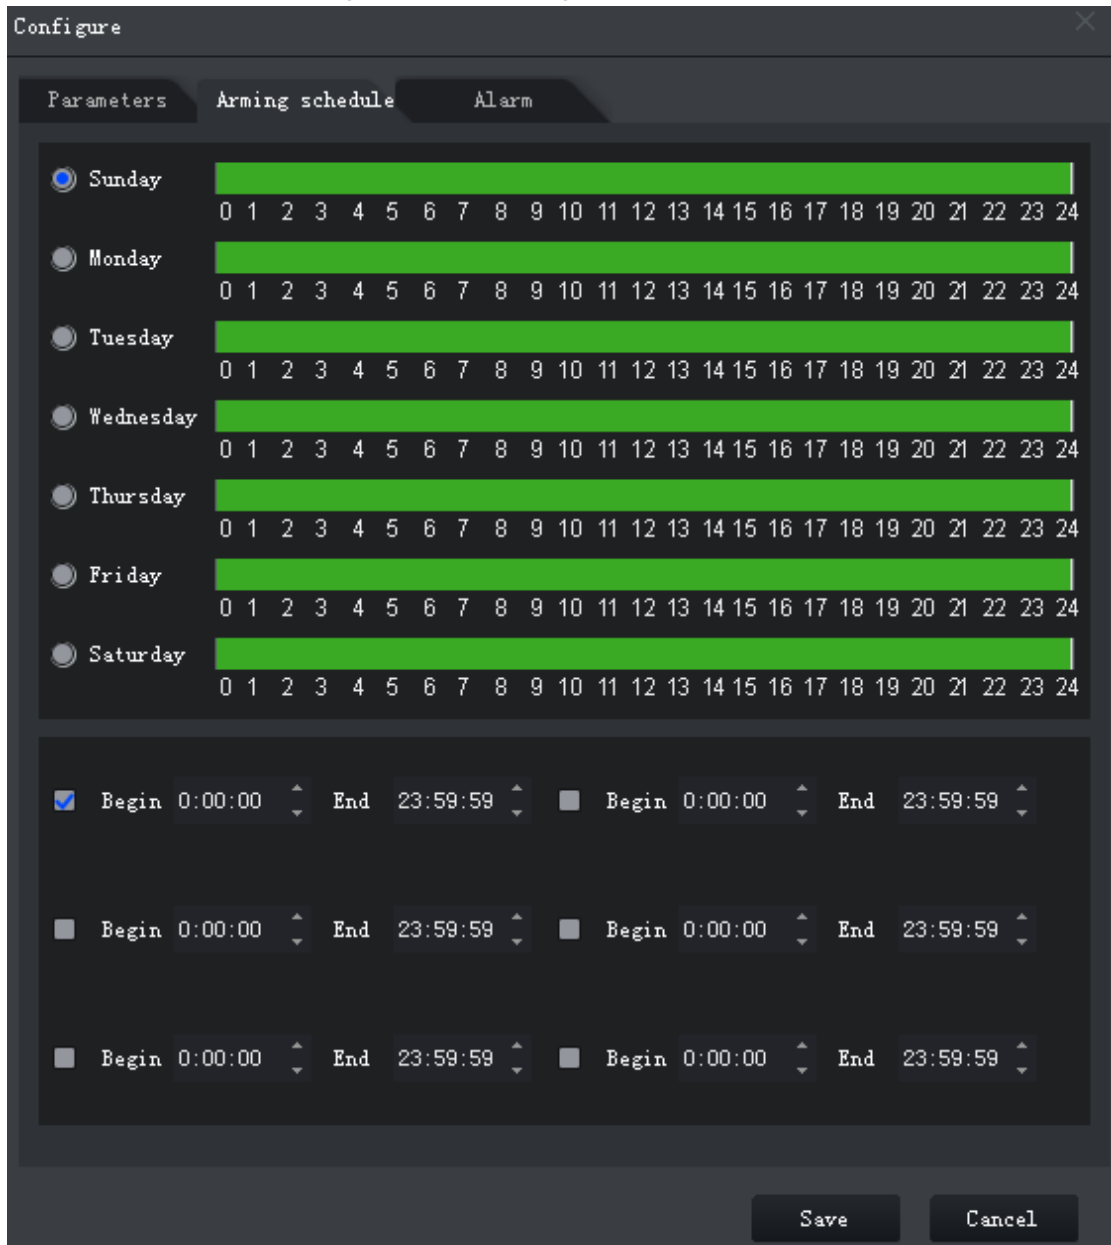 Configure
Parameters Arming schedule Alarm
Sunday
0 1 2 3 4 5 6 7 8 9 10 11 12 13 14 15 16 17 18 19 20 21 22 23 24
Monday
0 1 2 3 4 5 6 7 8 9 10 11 12 13 14 15 16 17 18 19 20 21 22 23 24
Tuesday
0 1 2 3 4 5 6 7 8 9 10 11 12 13 14 15 16 17 18 19 20 21 22 23 24
Wednesday
0 1 2 3 4 5 6 7 8 9 10 11 12 13 14 15 16 17 18 19 20 21 22 23 24
Thursday
0 1 2 3 4 5 6 7 8 9 10 11 12 13 14 15 16 17 18 19 20 21 22 23 24
Friday
0 1 2 3 4 5 6 7 8 9 10 11 12 13 14 15 16 17 18 19 20 21 22 23 24
Saturday
0 1 2 3 4 5 6 7 8 9 10 11 12 13 14 15 16 17 18 19 20 21 22 23 24
Begin 0:00:00 End 23:59:59 Begin 0:00:00 End 23:59:59
Begin 0:00:00 End 23:59:59 Begin 0:00:00 End 23:59:59
Begin 0:00:00 End 23:59:59 Begin 0:00:00 End 23:59:59
Save Cancel